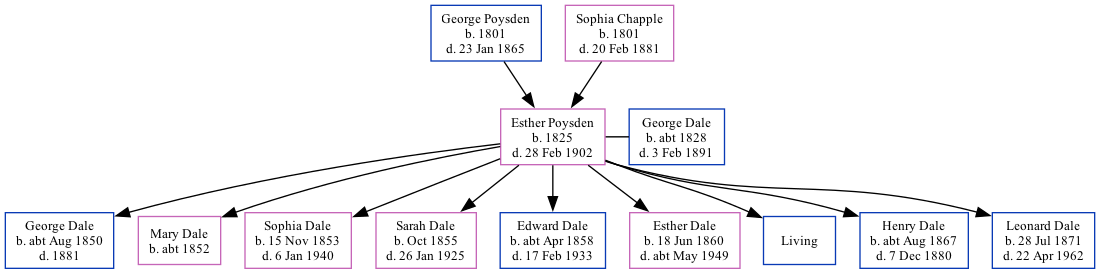 George Poysden
b. 1801
d. 23 Jan 1865
Sophia Chapple
b. 1801
d. 20 Feb 1881
Esther Poysden
b. 1825
d. 28 Feb 1902
George Dale
b. abt 1828
d. 3 Feb 1891
George Dale
b. abt Aug 1850
d. 1881
Mary Dale
b. abt 1852
Sophia Dale
b. 15 Nov 1853
d. 6 Jan 1940
Sarah Dale
b. Oct 1855
d. 26 Jan 1925
Edward Dale
b. abt Apr 1858
d. 17 Feb 1933
Esther Dale
b. 18 Jun 1860
d. abt May 1949
Living
Henry Dale
b. abt Aug 1867
d. 7 Dec 1880
Leonard Dale
b. 28 Jul 1871
d. 22 Apr 1962